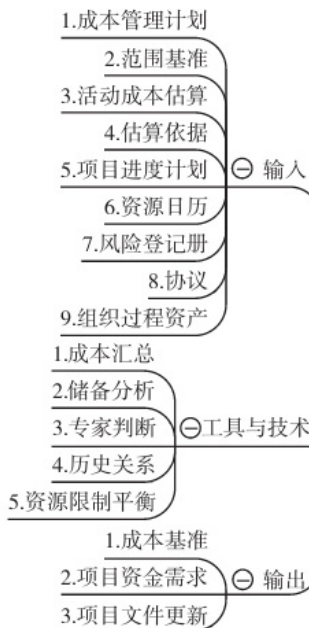 1.成本管理计划
2.范围基准
3.活动成本估算
4.估算依据
5.项目进度计划
输入
6.资源日历
7.风险登记册
8.协议
9.组织过程资产
1.成本汇总
2.储备分析
3.专家判断
工具与技术
4.历史关系
5.资源限制平衡
1.成本基准
2.项目资金需求
输出
3.项目文件更新